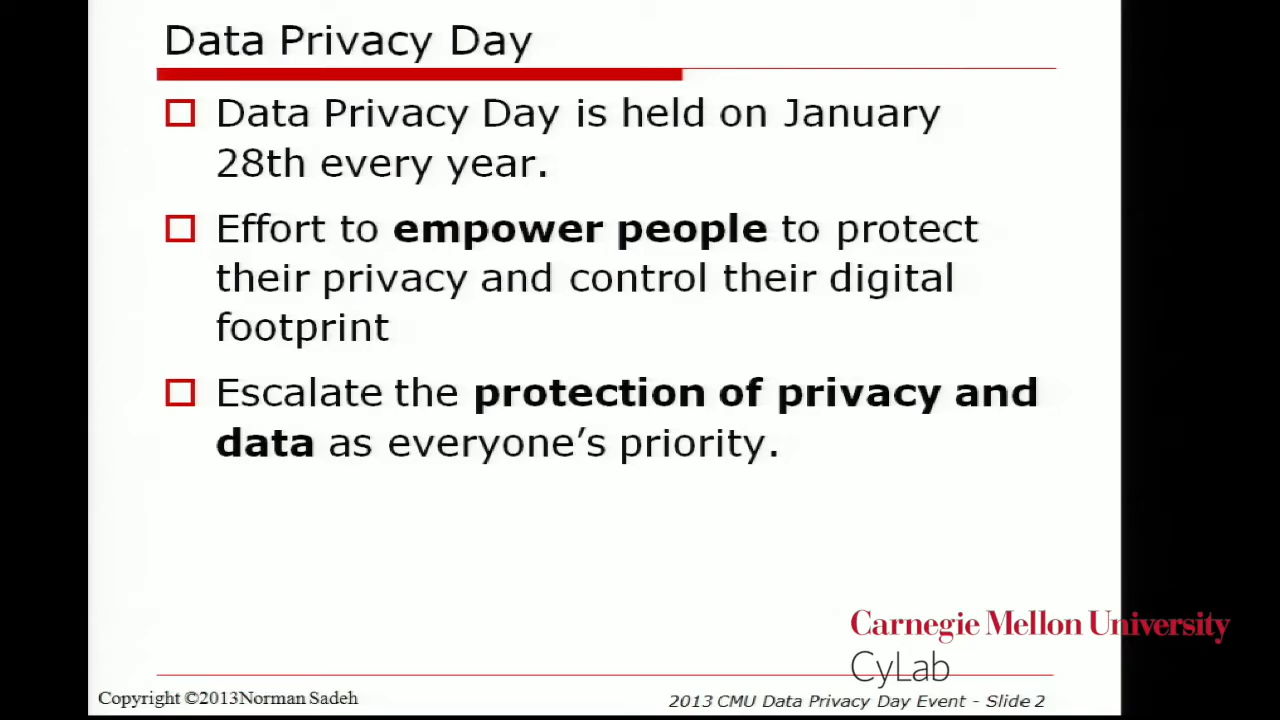 Data Privacy Day
Data Privacy Day is held on January
28th every year.
Effort to empower people to protect
their privacy and control their digital
footprint
Escalate the protection of privacy and
data as everyone’s priority.
Carnegie Mellon University
CyLab
Copyright ©2013Norman Sadeh
2013 CMU Data Privacy Day Event - Slide 2